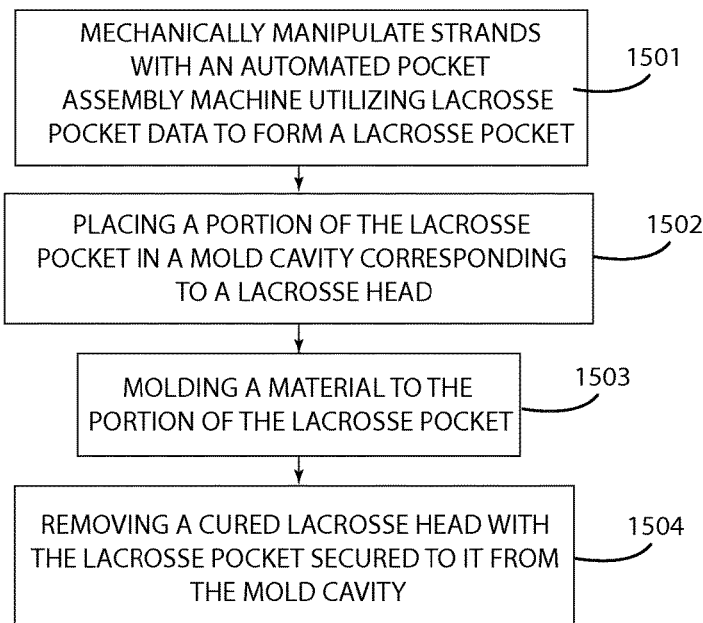 MECHANICALLY MANIPULATE STRANDS
WITH AN AUTOMATED POCKET
ASSEMBLY MACHINE UTILIZING LACROSSE
POCKET DATA TO FORM A LACROSSE POCKET
1501
PLACING A PORTION OF THE LACROSSE
POCKET IN A MOLD CAVITY CORRESPONDING
TO A LACROSSE HEAD
1502
MOLDING A MATERIAL TO THE
PORTION OF THE LACROSSE POCKET
1503
REMOVING A CURED LACROSSE HEAD WITH
THE LACROSSE POCKET SECURED TO IT FROM
THE MOLD CAVITY
1504